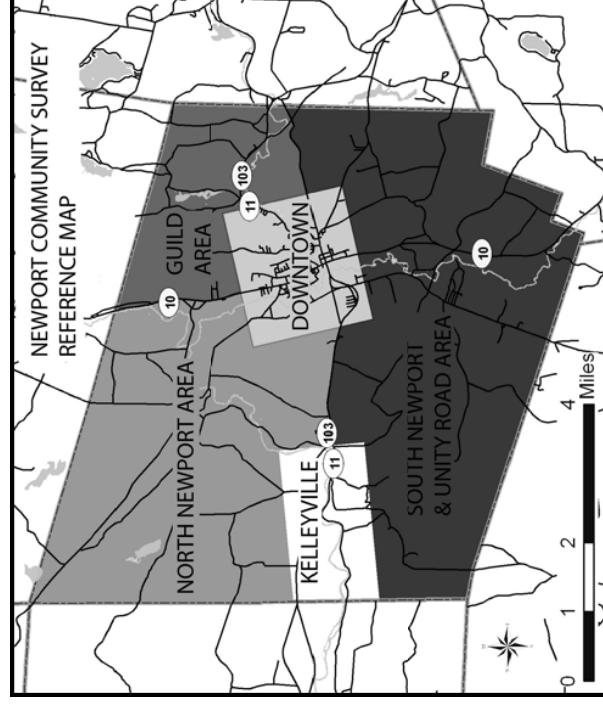 NEWPORT COMMUNITY SURVEY
REFERENCE MAP
10
GUILD
AREA
103
11
NORTH NEWPORT AREA
DOWNTOWN
KELLEYVILLE
103
11
SOUTH NEWPORT
& UNITY ROAD AREA
10
0 1 2 4
Miles